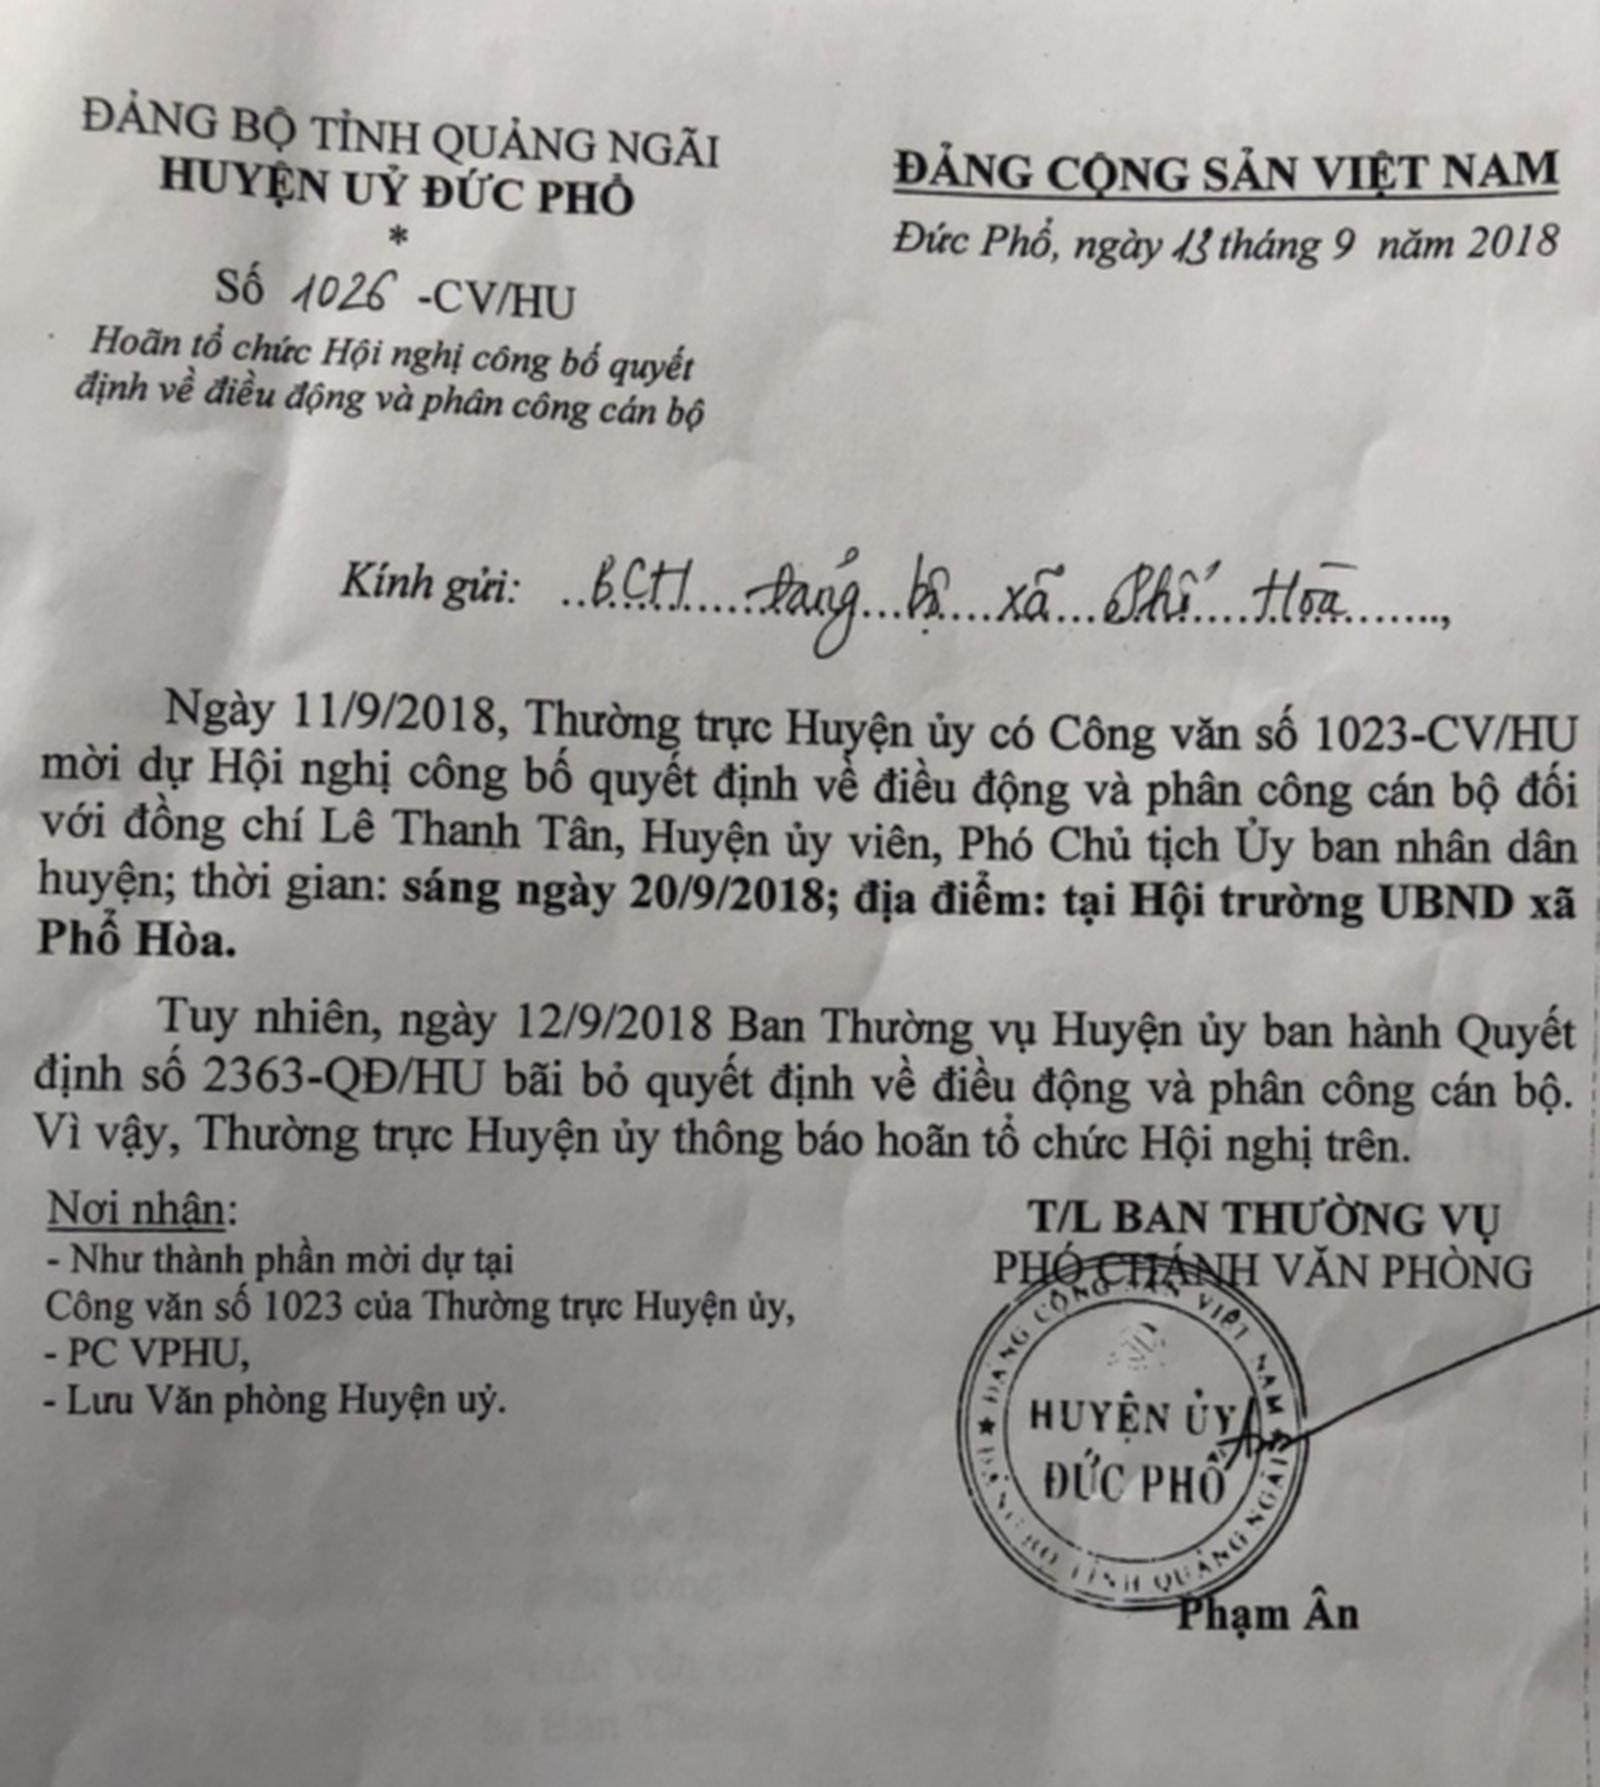 ĐẢNG BỘ TỈNH QUẢNG NGÃI
HUYỆN UỶ ĐỨC PHỔ
*
Số 1026 -CV/HU
Hoãn tổ chức Hội nghị công bố quyết
định về điều động và phân công cán bộ
ĐẢNG CỘNG SẢN VIỆT NAM
Đức Phổ, ngày 13 tháng 9 năm 2018
Kính gửi: ..BCH......đảng...bộ....xã...Phổ....Hòa.......,
Ngày 11/9/2018, Thường trực Huyện ủy có Công văn số 1023-CV/HU
mời dự Hội nghị công bố quyết định về điều động và phân công cán bộ đối
với đồng chí Lê Thanh Tân, Huyện ủy viên, Phó Chủ tịch Ủy ban nhân dân
huyện; thời gian: sáng ngày 20/9/2018; địa điểm: tại Hội trường UBND xã
Phổ Hòa.
Tuy nhiên, ngày 12/9/2018 Ban Thường vụ Huyện ủy ban hành Quyết
định số 2363-QĐ/HU bãi bỏ quyết định về điều động và phân công cán bộ.
Vì vậy, Thường trực Huyện ủy thông báo hoãn tổ chức Hội nghị trên.
Nơi nhận:
- Như thành phần mời dự tại
Công văn số 1023 của Thường trực Huyện ủy,
- PC VPHU,
- Lưu Văn phòng Huyện uỷ.
T/L BAN THƯỜNG VỤ
PHÓ CHÁNH VĂN PHÒNG
ĐẢNG CỘNG SẢN VIỆT NAM
HUYỆN ỦY
ĐỨC PHỔ
ĐẢNG BỘ TỈNH QUẢNG NGÃI
Phạm Ân